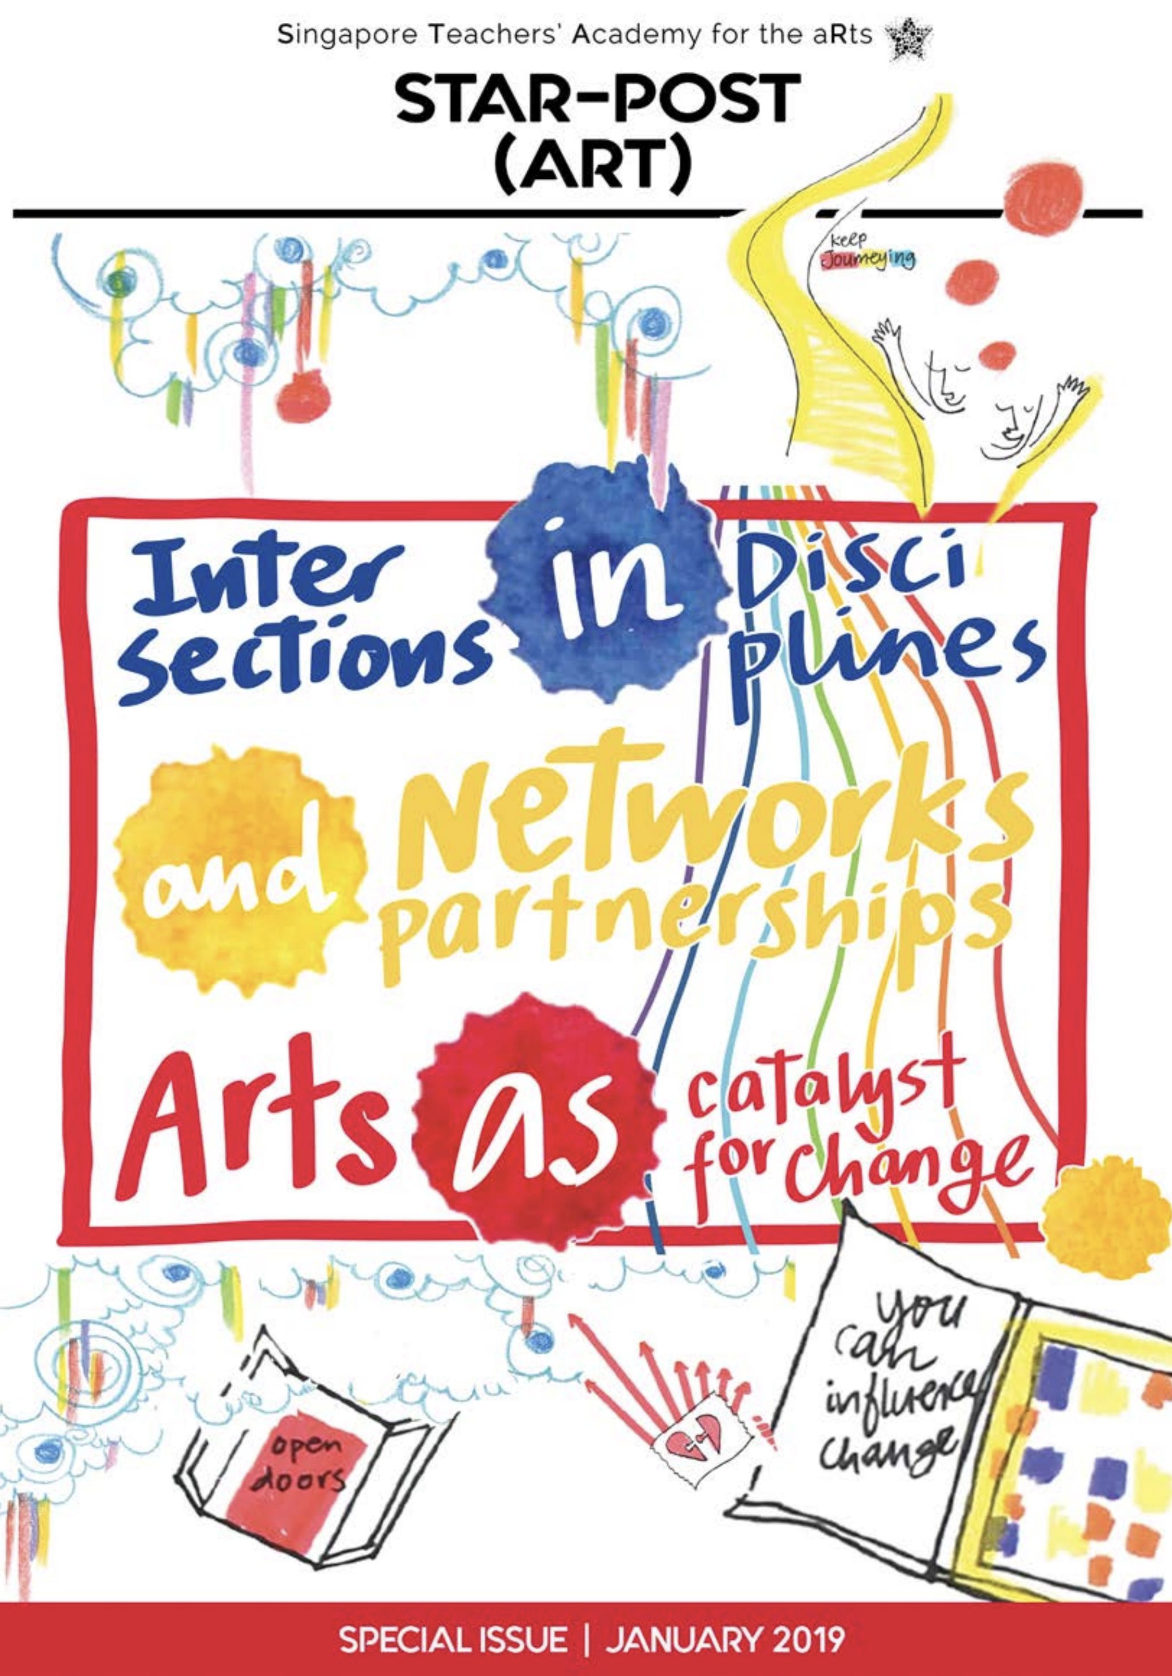 Singapore Teachers' Academy for the aRts
STAR-POST
(ART)
keep
Journeying
Inter
sections
in
Disci
plines
and
Networks
partnerships
Arts
as
catalyst
for change
open
doors
you
can
influence
change
SPECIAL ISSUE | JANUARY 2019